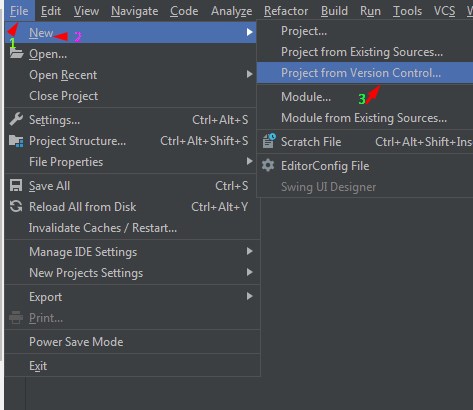 File Edit View Navigate Code Analyze Refactor Build Run Tools VCS
1
New 2
Open...
Open Recent
Close Project
Settings... Ctrl+Alt+S
Project Structure... Ctrl+Alt+Shift+S
File Properties
Save All Ctrl+S
Reload All from Disk Ctrl+Alt+Y
Invalidate Caches / Restart...
Manage IDE Settings
New Projects Settings
Export
Print...
Power Save Mode
Exit
Project...
Project from Existing Sources...
Project from Version Control...
Module... 3
Module from Existing Sources...
Scratch File Ctrl+Alt+Shift+Ins
EditorConfig File
Swing UI Designer